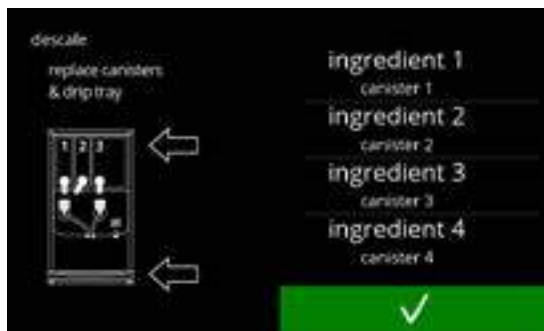 descale
replace canisters
& drip tray
1 2 3
ingredient 1
canister 1
ingredient 2
canister 2
ingredient 3
canister 3
ingredient 4
canister 4